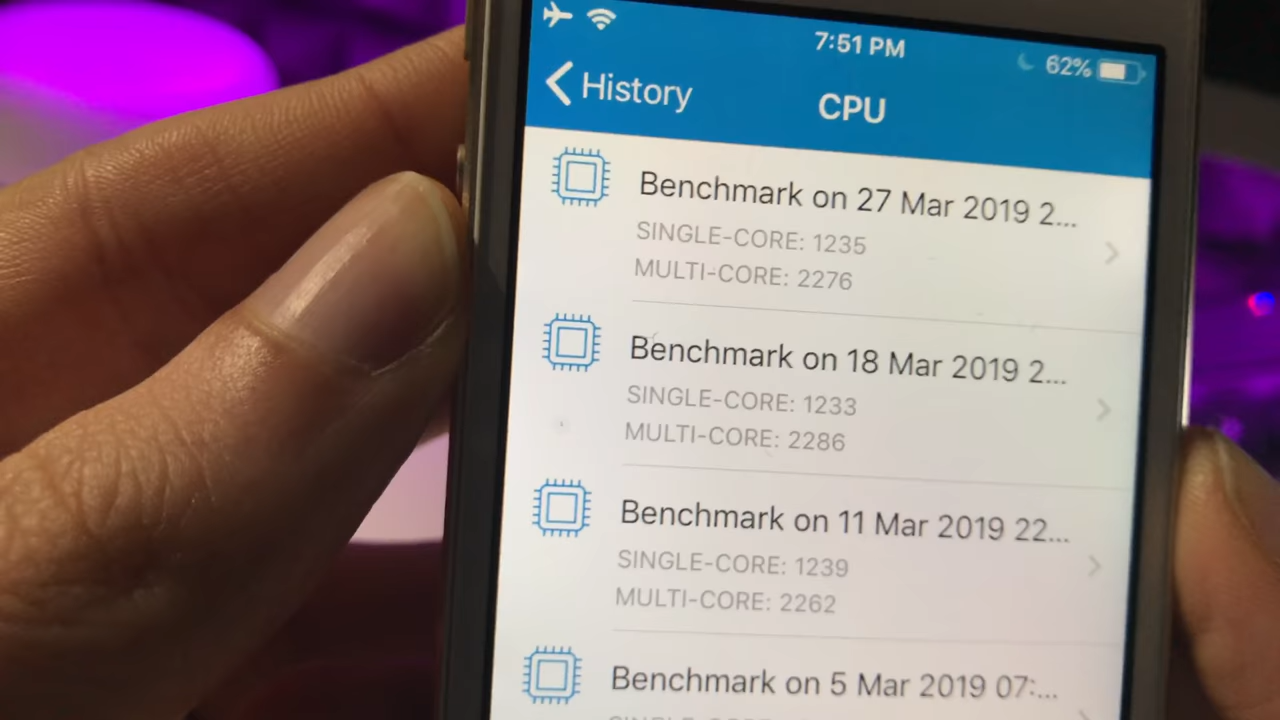 7:51 PM
62%
History
CPU
Benchmark on 27 Mar 2019 2...
SINGLE-CORE: 1235
MULTI-CORE: 2276
Benchmark on 18 Mar 2019 2...
SINGLE-CORE: 1233
MULTI-CORE: 2286
Benchmark on 11 Mar 2019 22...
SINGLE-CORE: 1239
MULTI-CORE: 2262
Benchmark on 5 Mar 2019 07:...